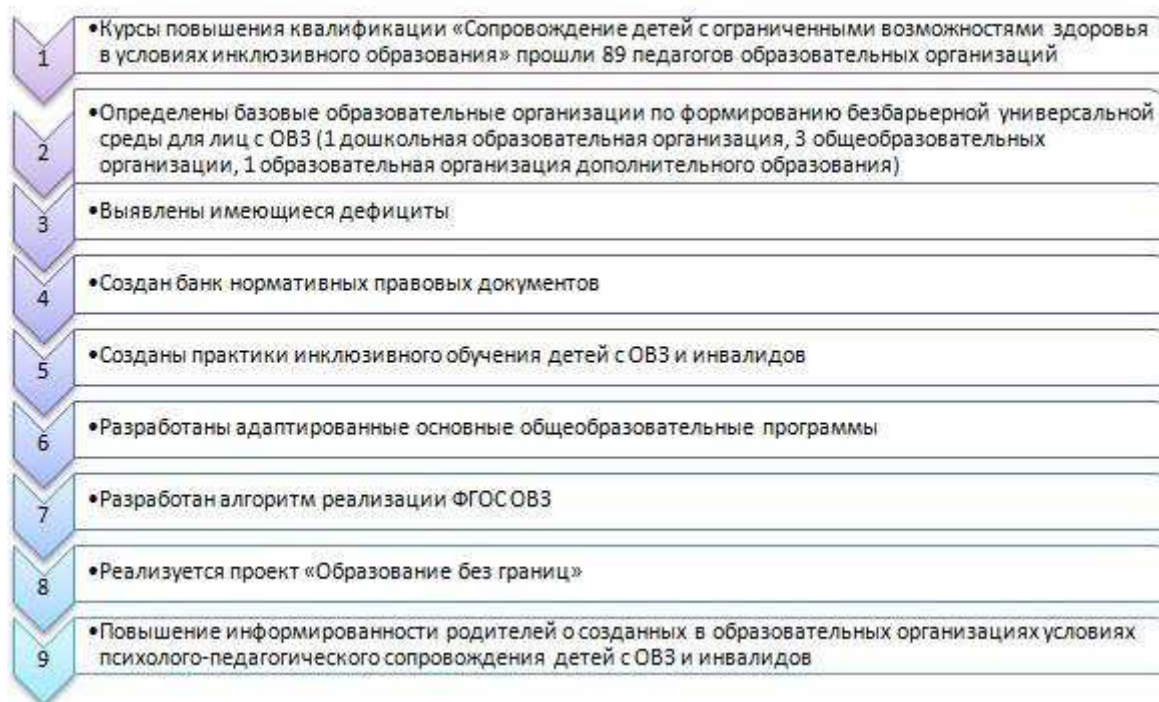 1
•Курсы повышения квалификации «Сопровождение детей с ограниченными возможностями здоровья
в условиях инклюзивного образования» прошли 89 педагогов образовательных организаций
2
•Определены базовые образовательные организации по формированию безбарьерной универсальной
среды для лиц с ОВЗ (1 дошкольная образовательная организация, 3 общеобразовательных
организации, 1 образовательная организация дополнительного образования)
3
•Выявлены имеющиеся дефициты
4
•Создан банк нормативных правовых документов
5
•Созданы практики инклюзивного обучения детей с ОВЗ и инвалидов
6
•Разработаны адаптированные основные общеобразовательные программы
7
•Разработан алгоритм реализации ФГОС ОВЗ
8
•Реализуется проект «Образование без границ»
9
•Повышение информированности родителей о созданных в образовательных организациях условиях
психолого-педагогического сопровождения детей с ОВЗ и инвалидов